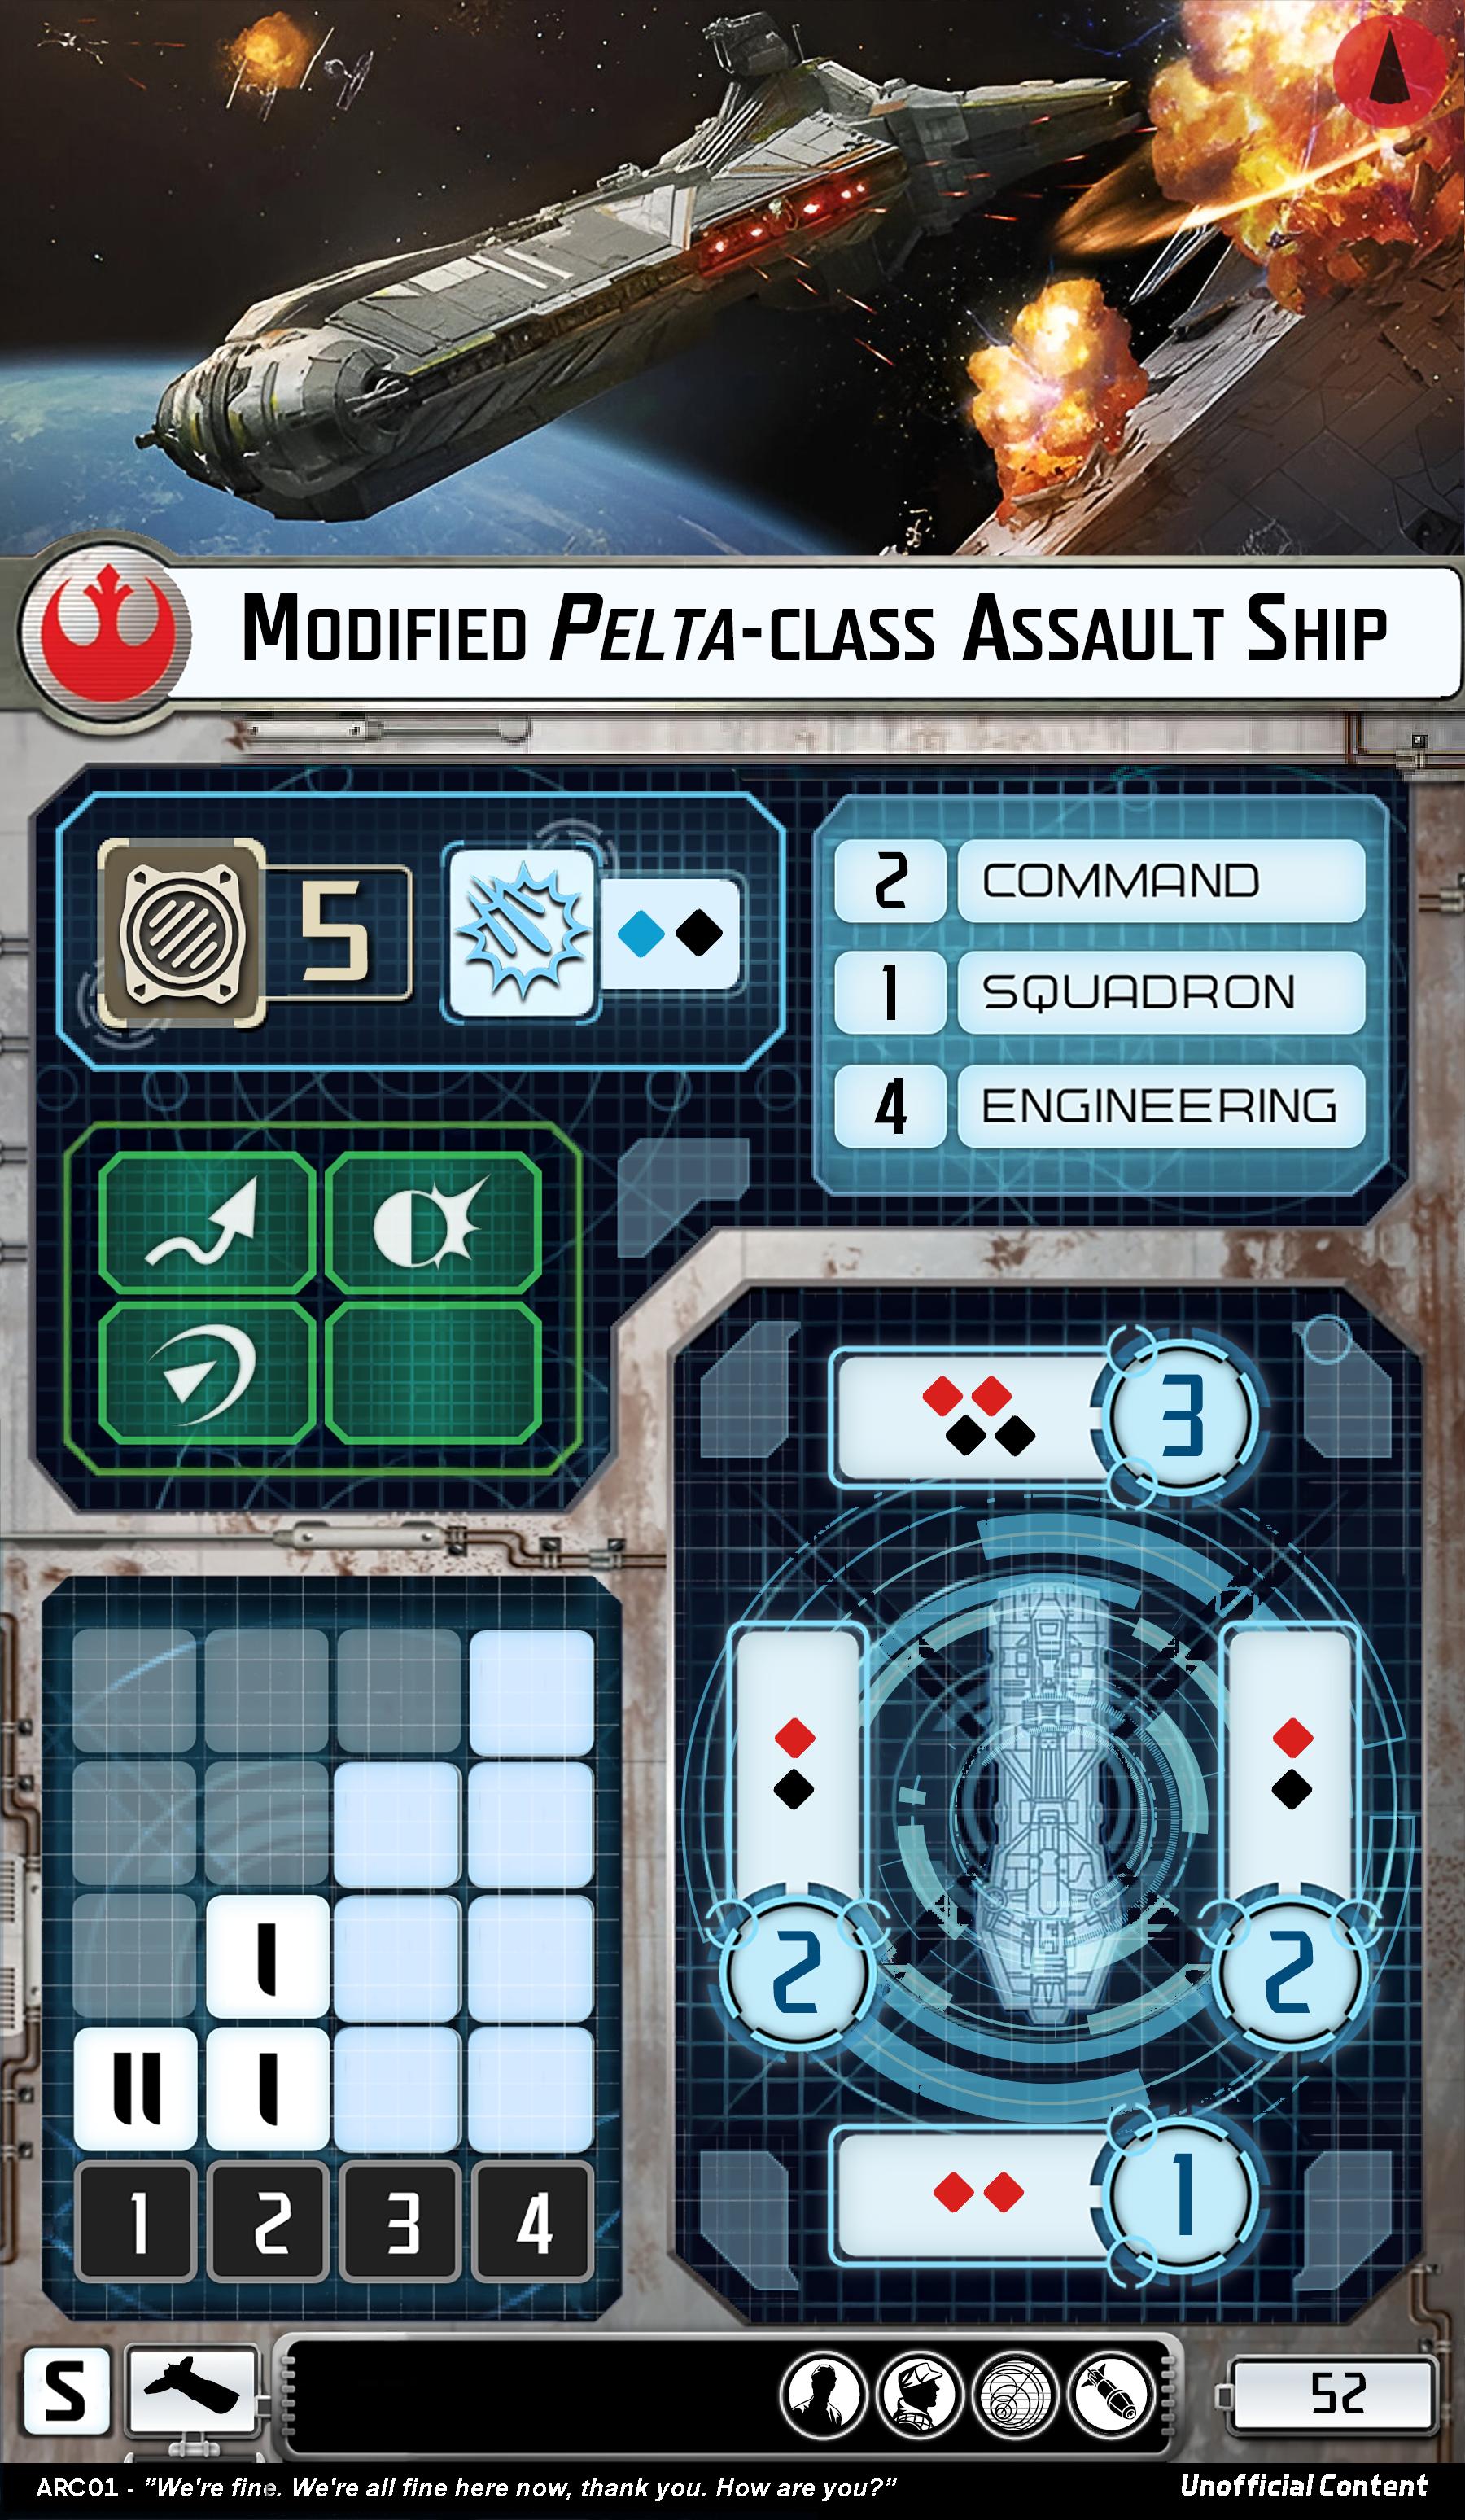 MODIFIED PELTA-CLASS ASSAULT SHIP
5
2 COMMAND
1 SQUADRON
4 ENGINEERING
3
2 2
1
I
II I
1 2 3 4
S 52
ARC01 - ”We're fine. We're all fine here now, thank you. How are you?” Unofficial Content